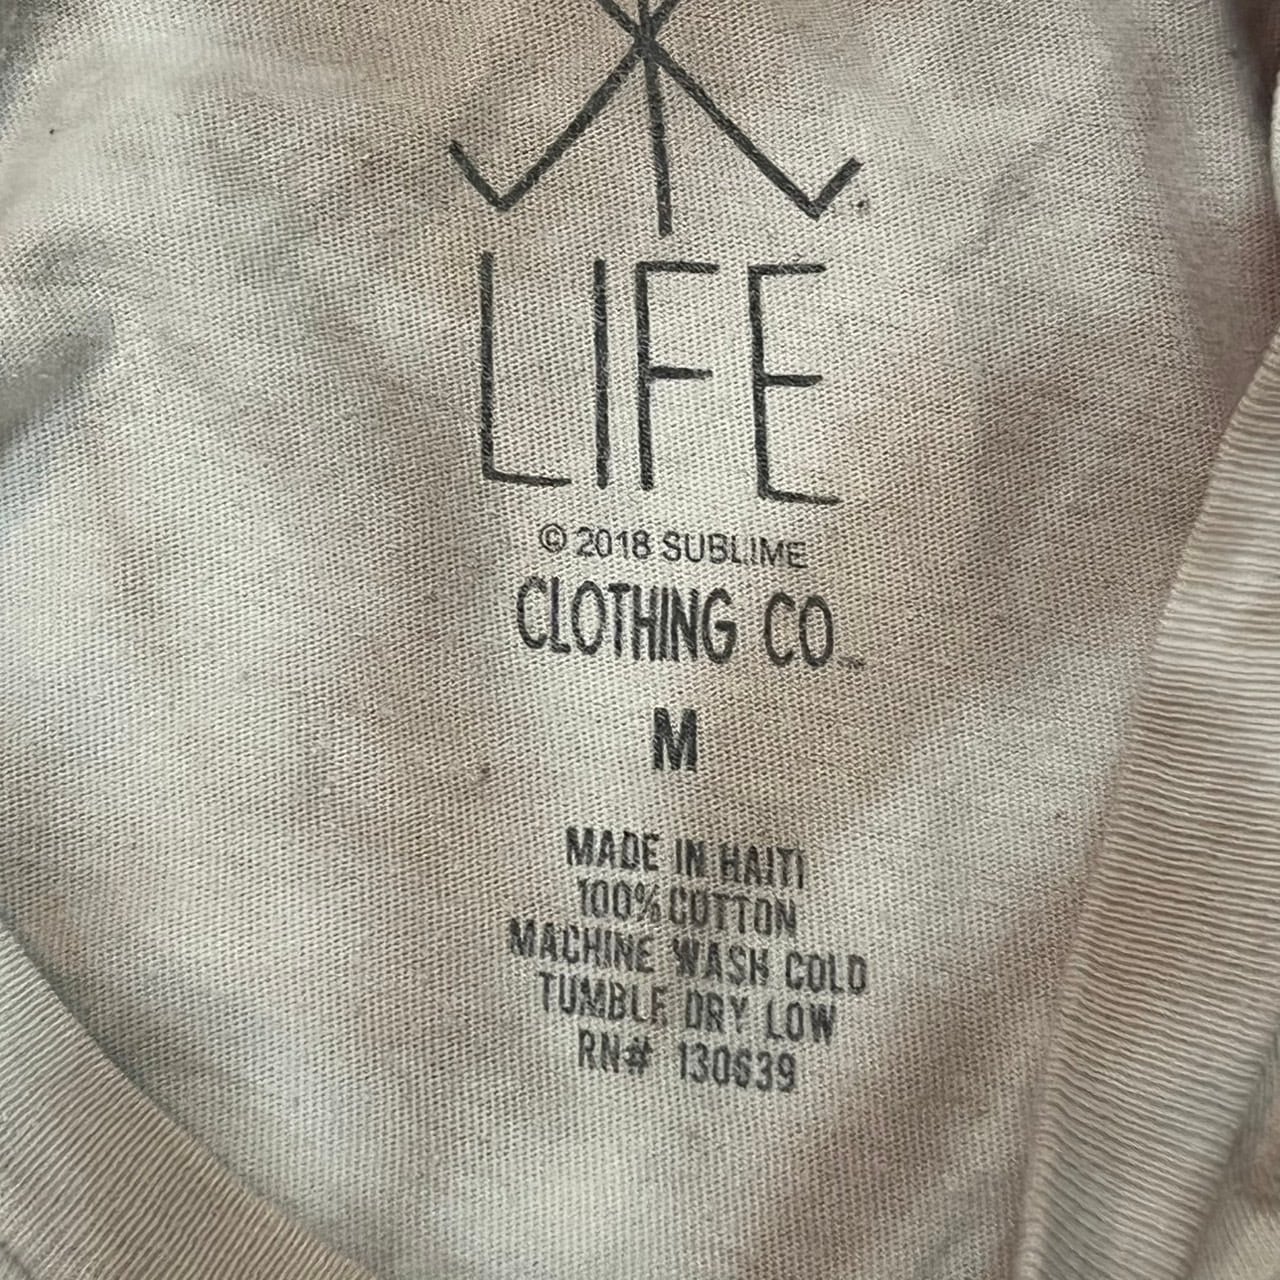 LIFE
© 2018 SUBLIME
CLOTHING CO
M
MADE IN HAITI
100% COTTON
MACHINE WASH COLD
TUMBLE DRY LOW
RN# 130639